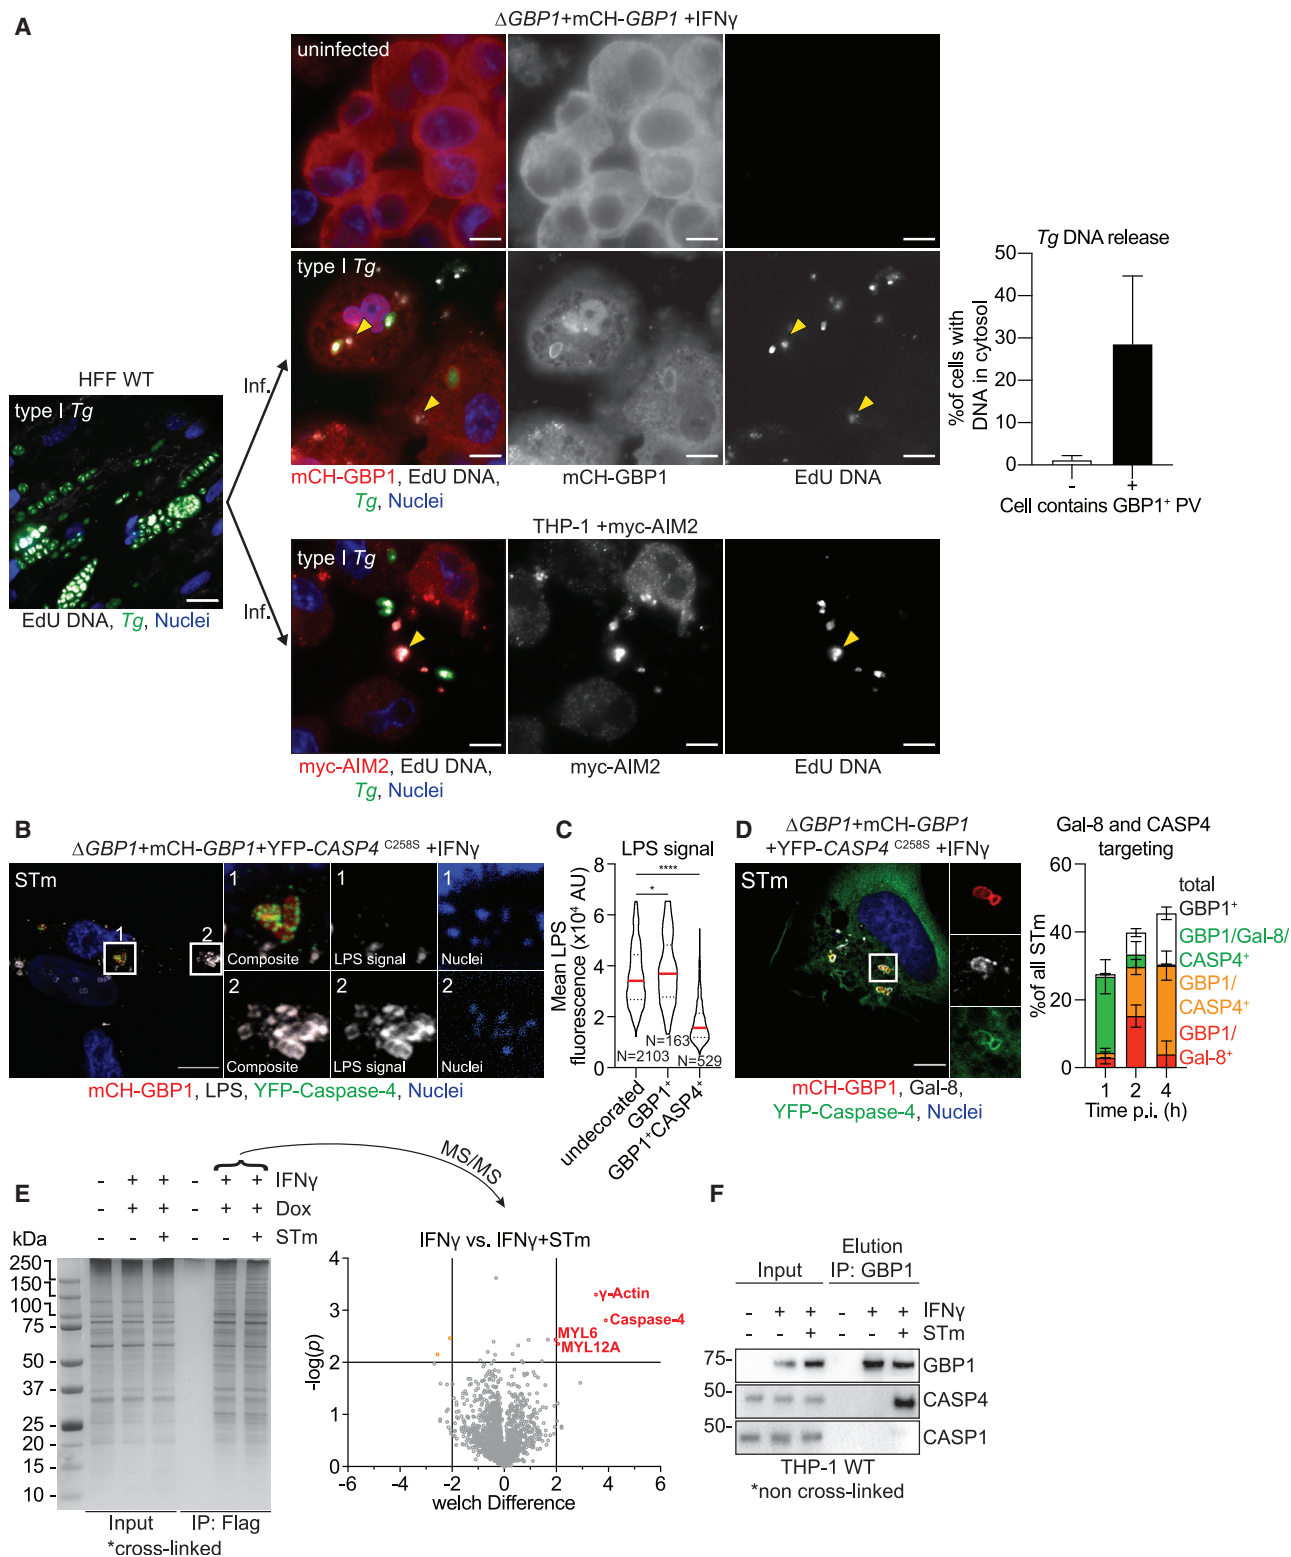 A
ΔGBP1+mCH-GBP1 +IFNγ
uninfected
type I Tg
HFF WT
type I Tg
EdU DNA, Tg, Nuclei
Inf.
Inf.
mCH-GBP1, EdU DNA,
Tg, Nuclei
mCH-GBP1
EdU DNA
Tg DNA release
%of cells with
DNA in cytosol
50
40
30
20
10
0
- +
Cell contains GBP1⁺ PV
THP-1 +myc-AIM2
type I Tg
myc-AIM2, EdU DNA,
Tg, Nuclei
myc-AIM2
EdU DNA
B
ΔGBP1+mCH-GBP1+YFP-CASP4 C258S +IFNγ
STm
1
2
1
Composite
1
LPS signal
1
Nuclei
2
Composite
2
LPS signal
2
Nuclei
mCH-GBP1, LPS, YFP-Caspase-4, Nuclei
C
LPS signal
Mean LPS
fluorescence (x10⁴ AU)
8
6
4
2
0
*
****
N=2103
N=163
N=529
undecorated
GBP1⁺
GBP1⁺CASP4⁺
D
ΔGBP1+mCH-GBP1
+YFP-CASP4 C258S +IFNγ
STm
mCH-GBP1, Gal-8,
YFP-Caspase-4, Nuclei
Gal-8 and CASP4
targeting
%of all STm
60
40
20
0
1 2 4
Time p.i. (h)
total
GBP1⁺
GBP1/Gal-8/
CASP4⁺
GBP1/
CASP4⁺
GBP1/
Gal-8⁺
E
- + + - + + IFNγ
- + + - + + Dox
- - + - - + STm
kDa
250
150
100
75
50
37
25
20
15
10
Input
IP: Flag
*cross-linked
MS/MS
IFNγ vs. IFNγ+STm
-log(p)
4
3
2
1
0
-6 -4 -2 0 2 4 6
welch Difference
γ-Actin
Caspase-4
MYL6
MYL12A
F
Elution
Input IP: GBP1
- + + - + + IFNγ
- - + - - + STm
75- GBP1
50- CASP4
50- CASP1
THP-1 WT
*non cross-linked